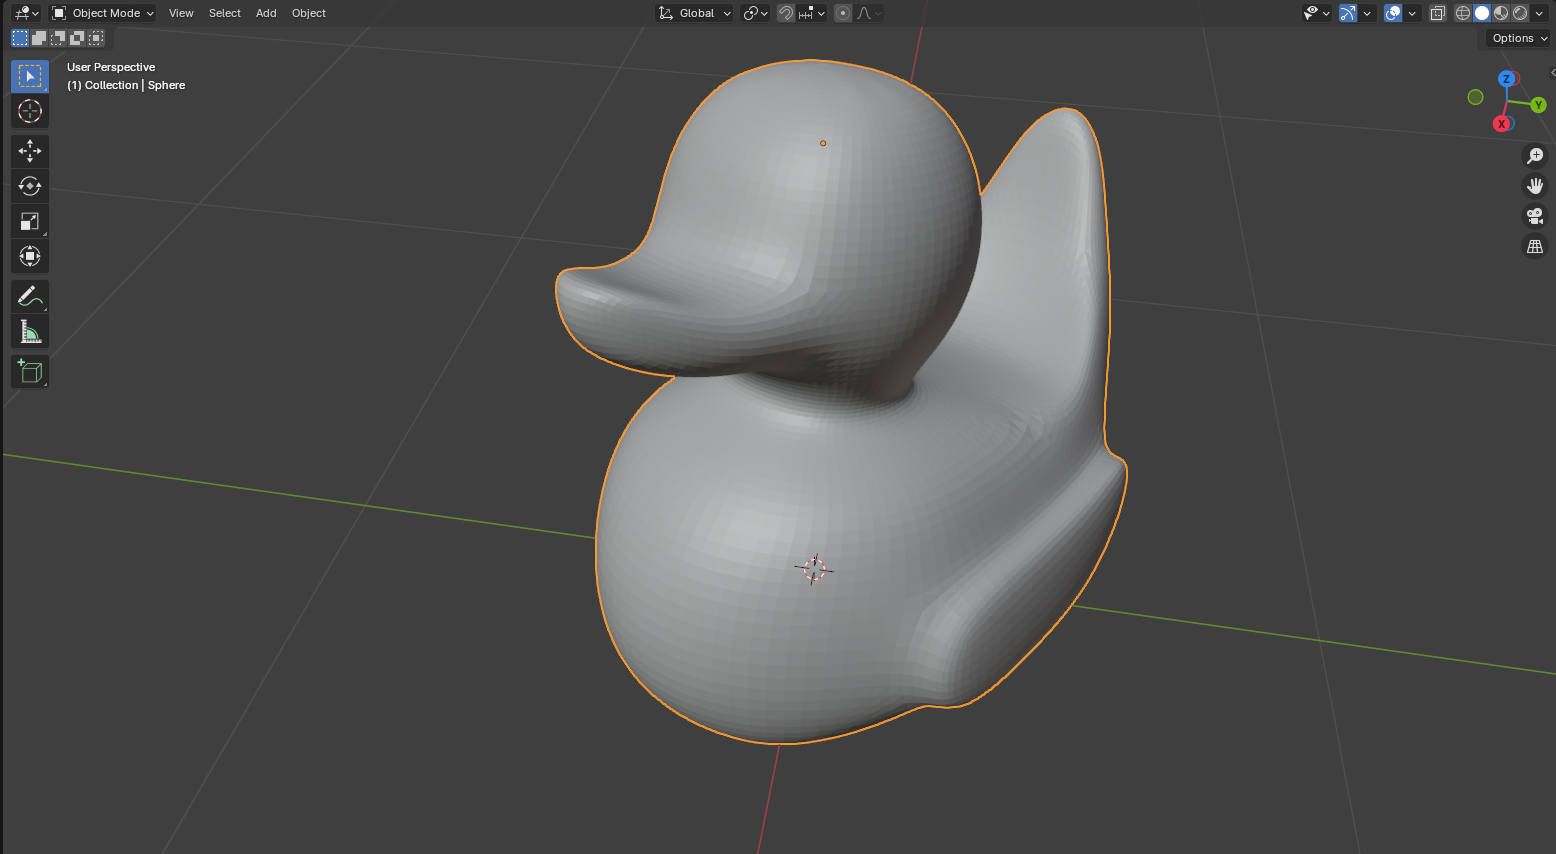 Object Mode View Select Add Object Global
Options
User Perspective
(1) Collection | Sphere
Z
Y
X